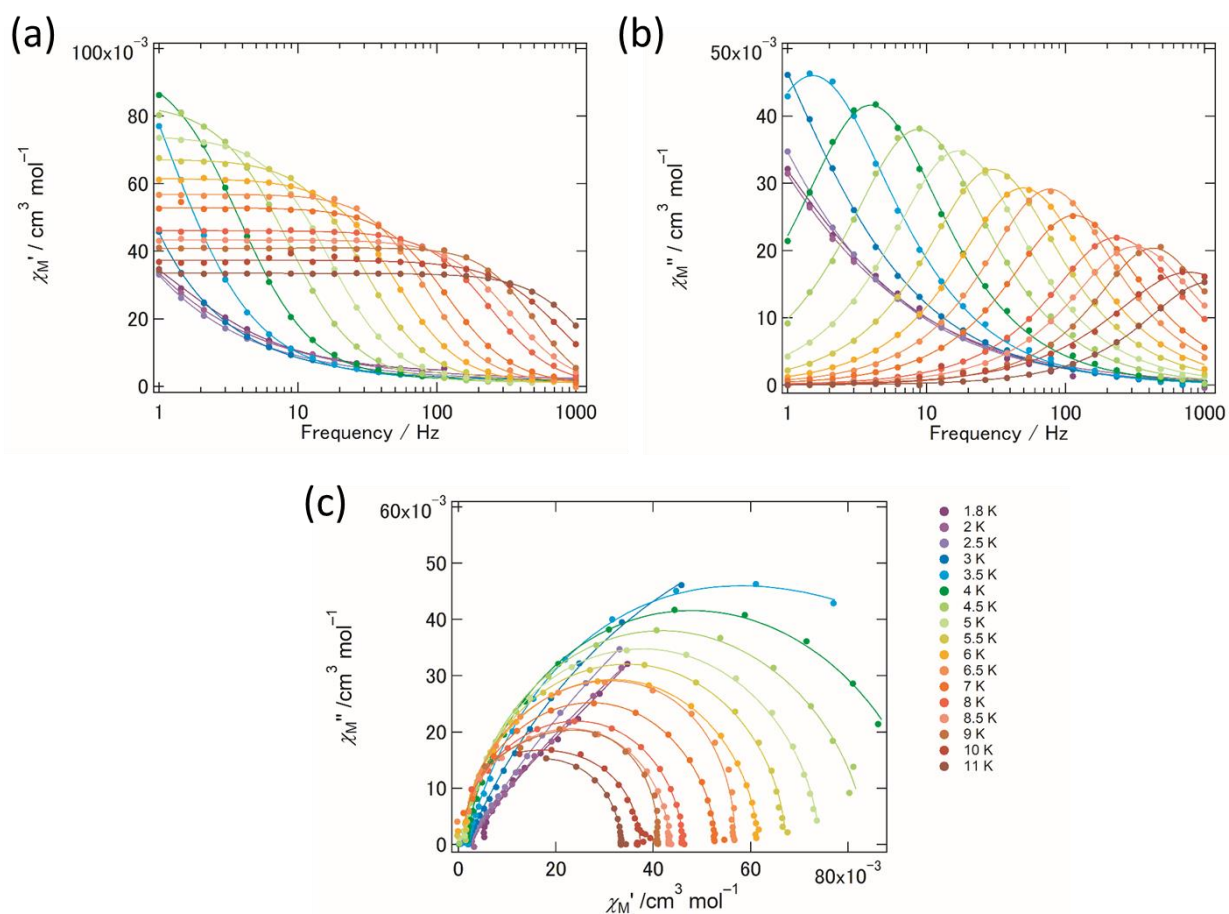 (a)
100x10⁻³
80
60
40
20
0
χM' / cm³ mol⁻¹
1
10
100
1000
Frequency / Hz
(b)
50x10⁻³
40
30
20
10
0
χM'' / cm³ mol⁻¹
1
10
100
1000
Frequency / Hz
(c)
60x10⁻³
50
40
30
20
10
0
χM'' /cm³ mol⁻¹
0
20
40
60
80x10⁻³
χM' /cm³ mol⁻¹
1.8 K
2 K
2.5 K
3 K
3.5 K
4 K
4.5 K
5 K
5.5 K
6 K
6.5 K
7 K
8 K
8.5 K
9 K
10 K
11 K